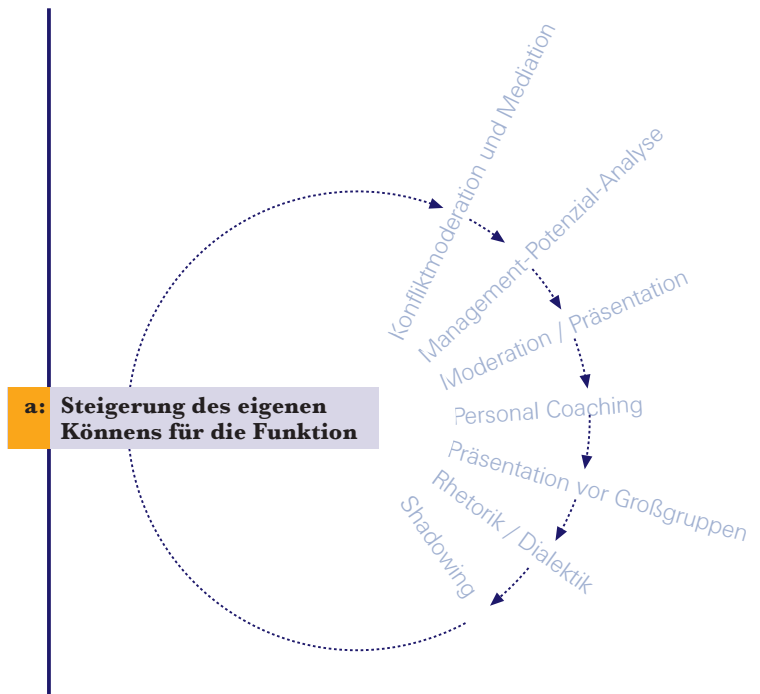 Konfliktmoderation und Mediation
Management-Potenzial-Analyse
Moderation / Präsentation
a: Steigerung des eigenen
Könnens für die Funktion
Personal Coaching
Präsentation vor Großgruppen
Rhetorik / Dialektik
Shadowing